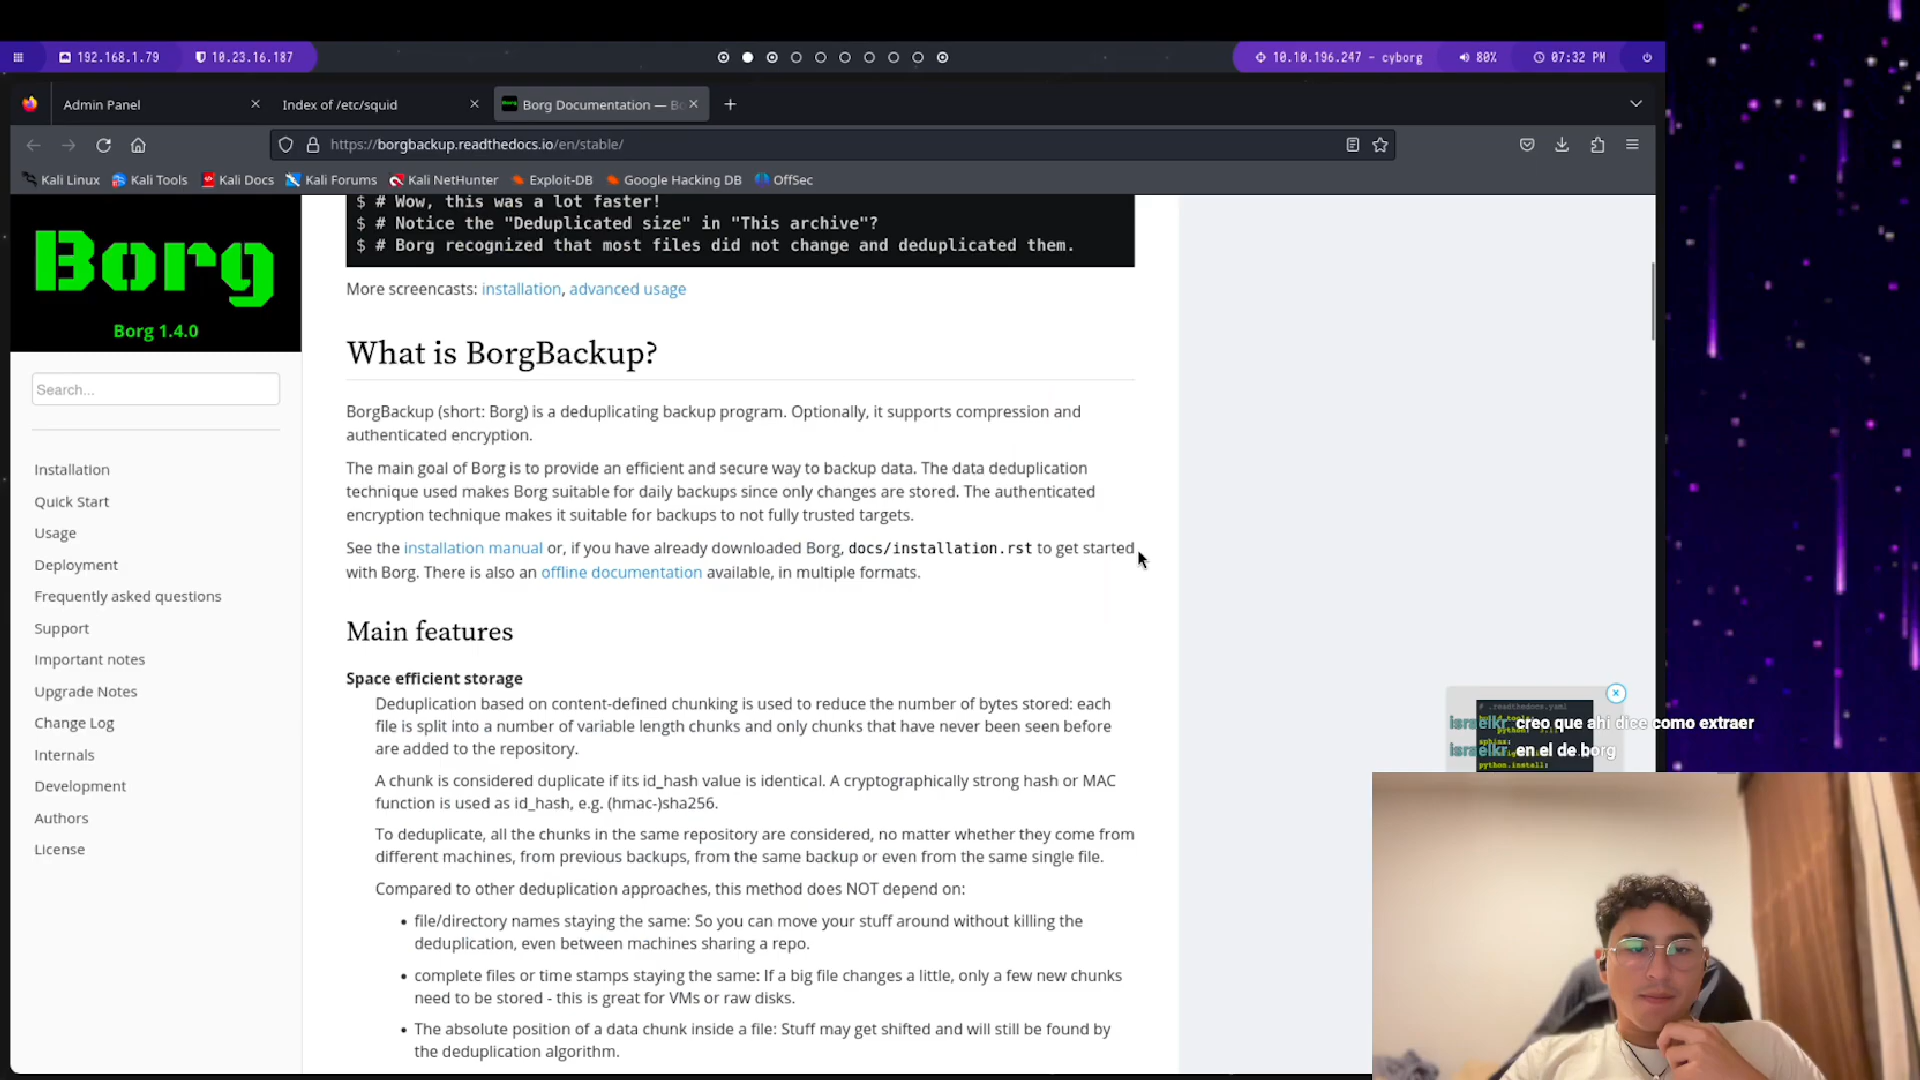 192.168.1.79
10.23.16.187
10.10.196.247 - cyborg
80%
07:32 PM
Admin Panel
Index of /etc/squid
Borg Documentation — Bo
https://borgbackup.readthedocs.io/en/stable/
Kali Linux
Kali Tools
Kali Docs
Kali Forums
Kali NetHunter
Exploit-DB
Google Hacking DB
OffSec
Borg
Borg 1.4.0
Search...
Installation
Quick Start
Usage
Deployment
Frequently asked questions
Support
Important notes
Upgrade Notes
Change Log
Internals
Development
Authors
License
$ # Wow, this was a lot faster!
$ # Notice the "Deduplicated size" in "This archive"?
$ # Borg recognized that most files did not change and deduplicated them.
More screencasts: installation, advanced usage
What is BorgBackup?
BorgBackup (short: Borg) is a deduplicating backup program. Optionally, it supports compression and
authenticated encryption.
The main goal of Borg is to provide an efficient and secure way to backup data. The data deduplication
technique used makes Borg suitable for daily backups since only changes are stored. The authenticated
encryption technique makes it suitable for backups to not fully trusted targets.
See the installation manual or, if you have already downloaded Borg, docs/installation.rst to get started
with Borg. There is also an offline documentation available, in multiple formats.
Main features
Space efficient storage
Deduplication based on content-defined chunking is used to reduce the number of bytes stored: each
file is split into a number of variable length chunks and only chunks that have never been seen before
are added to the repository.
A chunk is considered duplicate if its id_hash value is identical. A cryptographically strong hash or MAC
function is used as id_hash, e.g. (hmac-)sha256.
To deduplicate, all the chunks in the same repository are considered, no matter whether they come from
different machines, from previous backups, from the same backup or even from the same single file.
Compared to other deduplication approaches, this method does NOT depend on:
• file/directory names staying the same: So you can move your stuff around without killing the
deduplication, even between machines sharing a repo.
• complete files or time stamps staying the same: If a big file changes a little, only a few new chunks
need to be stored - this is great for VMs or raw disks.
• The absolute position of a data chunk inside a file: Stuff may get shifted and will still be found by
the deduplication algorithm.
# .readthedocs.yaml
israelkr creo que ahi dice como extraer
israelkr en el de borg
python.install: